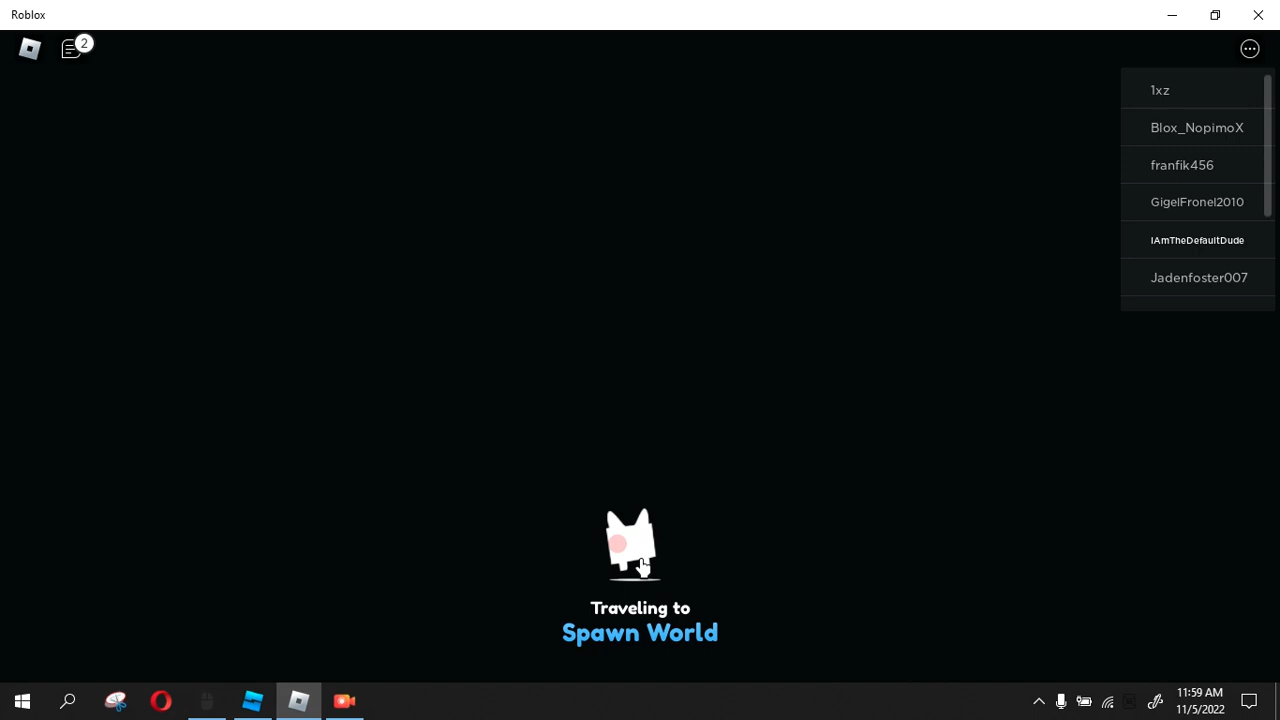 Roblox
2
1xz
Blox_NopimoX
franfik456
GigelFronel2010
IAmTheDefaultDude
Jadenfoster007
Traveling to
Spawn World
11:59 AM
11/5/2022